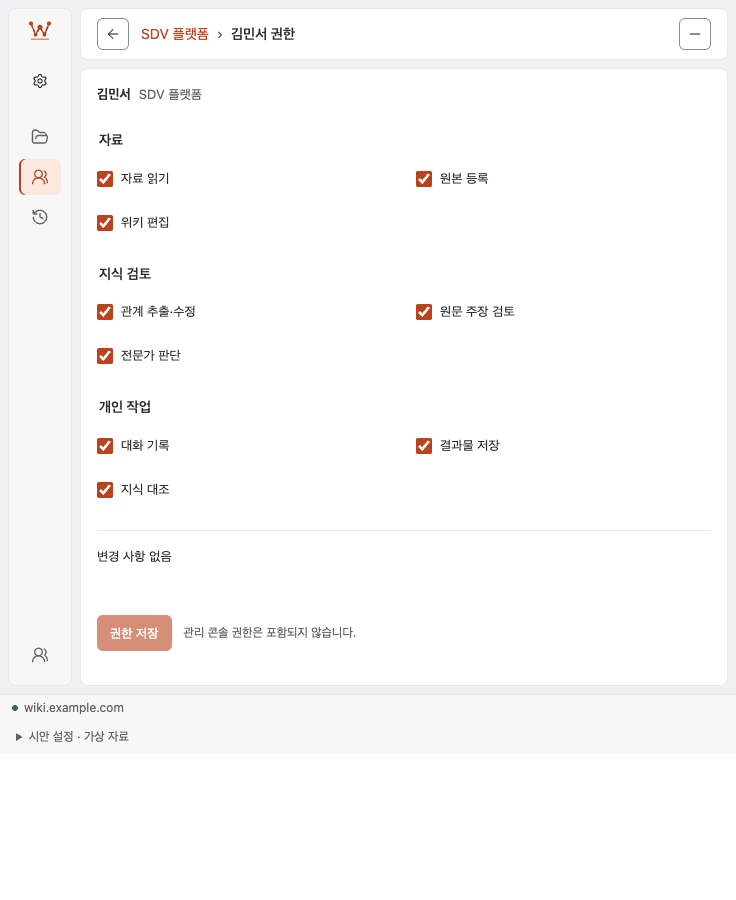 SDV 플랫폼 › 김민서 권한
김민서 SDV 플랫폼
자료
자료 읽기 원본 등록
위키 편집
지식 검토
관계 추출·수정 원문 주장 검토
전문가 판단
개인 작업
대화 기록 결과물 저장
지식 대조
변경 사항 없음
권한 저장 관리 콘솔 권한은 포함되지 않습니다.
wiki.example.com
시안 설정 · 가상 자료